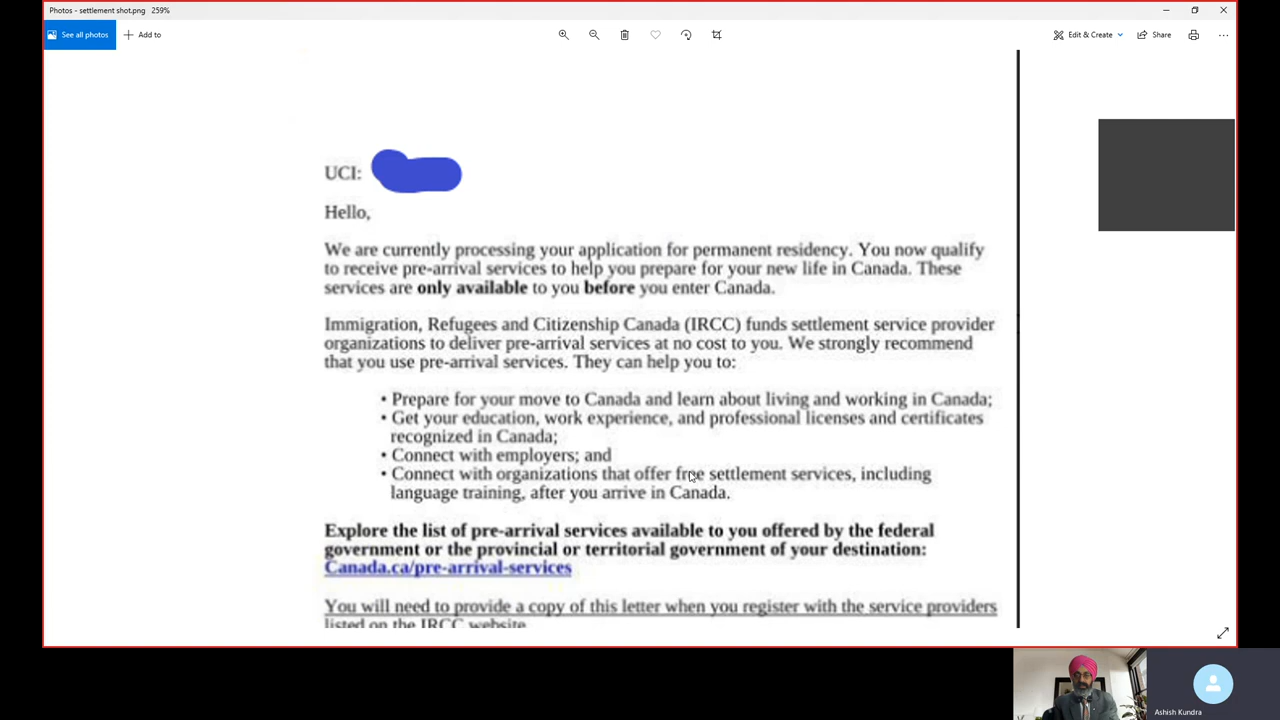 Photos - settlement shot.png 259%
See all photos
Add to
Edit & Create
Share
UCI:
Hello,
We are currently processing your application for permanent residency. You now qualify
to receive pre-arrival services to help you prepare for your new life in Canada. These
services are only available to you before you enter Canada.
Immigration, Refugees and Citizenship Canada (IRCC) funds settlement service provider
organizations to deliver pre-arrival services at no cost to you. We strongly recommend
that you use pre-arrival services. They can help you to:
• Prepare for your move to Canada and learn about living and working in Canada;
• Get your education, work experience, and professional licenses and certificates
recognized in Canada;
• Connect with employers; and
• Connect with organizations that offer free settlement services, including
language training, after you arrive in Canada.
Explore the list of pre-arrival services available to you offered by the federal
government or the provincial or territorial government of your destination:
Canada.ca/pre-arrival-services
You will need to provide a copy of this letter when you register with the service providers
listed on the IRCC website.
Ashish Kundra